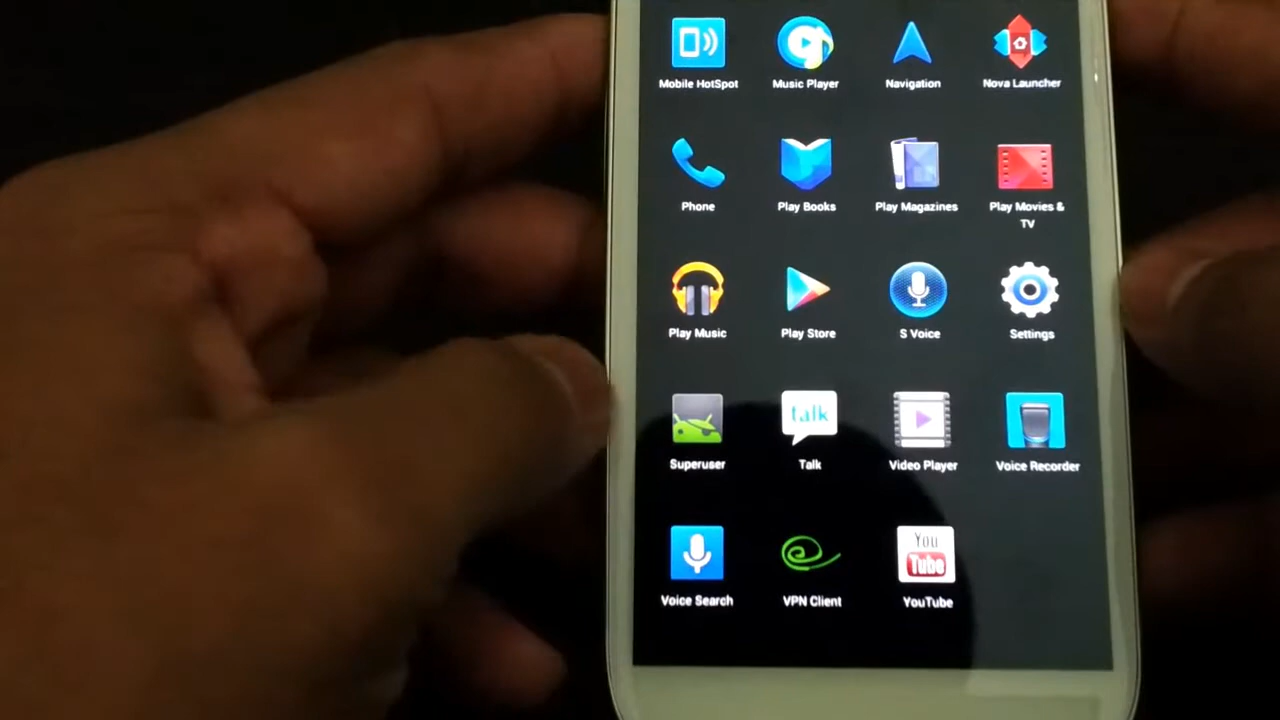 Mobile HotSpot
Music Player
Navigation
Nova Launcher
Phone
Play Books
Play Magazines
Play Movies &
TV
Play Music
Play Store
S Voice
Settings
talk
Superuser
Talk
Video Player
Voice Recorder
You
Tube
Voice Search
VPN Client
YouTube